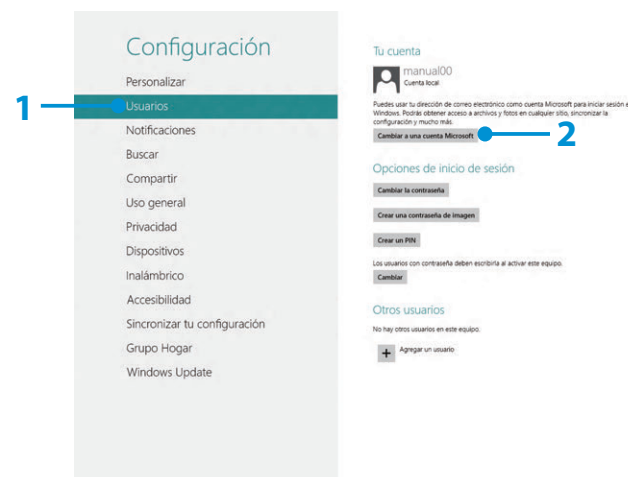 Configuración
Personalizar
1
Usuarios
Notificaciones
Buscar
Compartir
Uso general
Privacidad
Dispositivos
Inalámbrico
Accesibilidad
Sincronizar tu configuración
Grupo Hogar
Windows Update
Tu cuenta
manual00
Cuenta local
Puedes usar tu dirección de correo electrónico como cuenta Microsoft para iniciar sesión e
Windows. Podrás obtener acceso a archivos y fotos en cualquier sitio, sincronizar la
configuración y mucho más.
Cambiar a una cuenta Microsoft
2
Opciones de inicio de sesión
Cambiar la contraseña
Crear una contraseña de imagen
Crear un PIN
Los usuarios con contraseña deben escribirla al activar este equipo.
Cambiar
Otros usuarios
No hay otros usuarios en este equipo.
+ Agregar un usuario